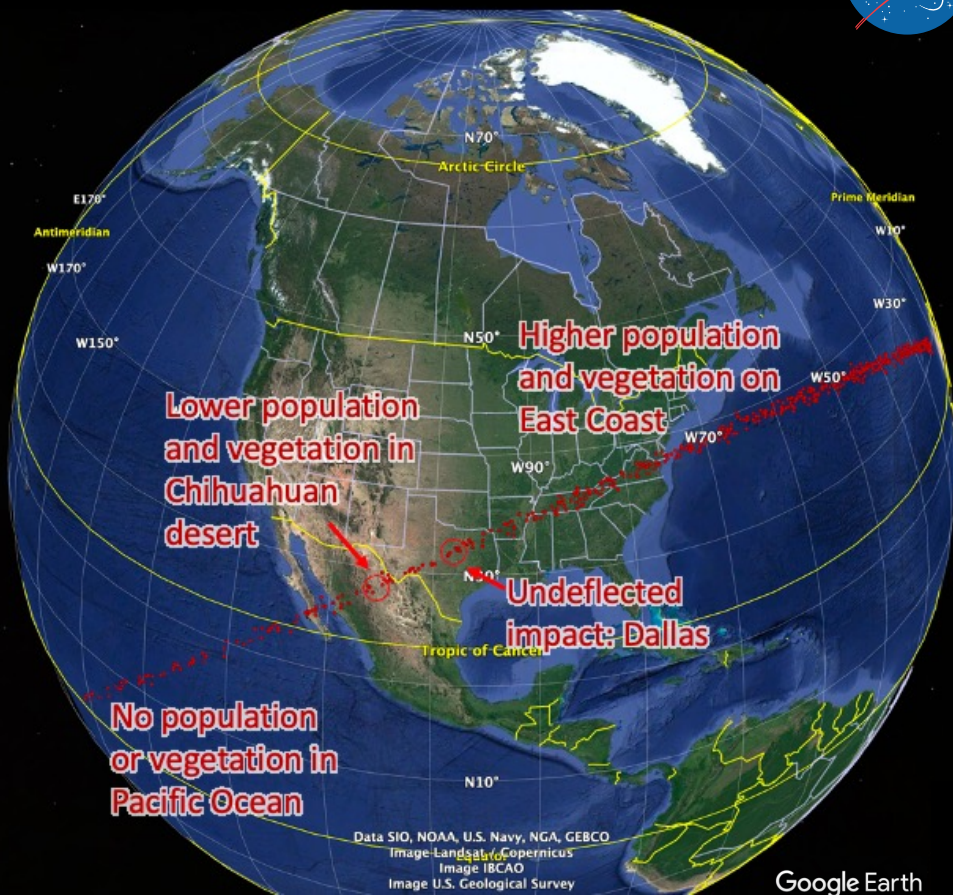 N70°
Arctic Circle
E170°
Prime Meridian
Antimeridian
W10°
W170°
W30°
W150°
N50°
Higher population
and vegetation on
East Coast
W50°
Lower population
and vegetation in
Chihuahuan
desert
W70°
W90°
N30°
Undeflected
impact: Dallas
Tropic of Cancer
No population
or vegetation in
Pacific Ocean
N10°
Data SIO, NOAA, U.S. Navy, NGA, GEBCO
Image Landsat / Copernicus
Equator
Image IBCAO
Image U.S. Geological Survey
Google Earth